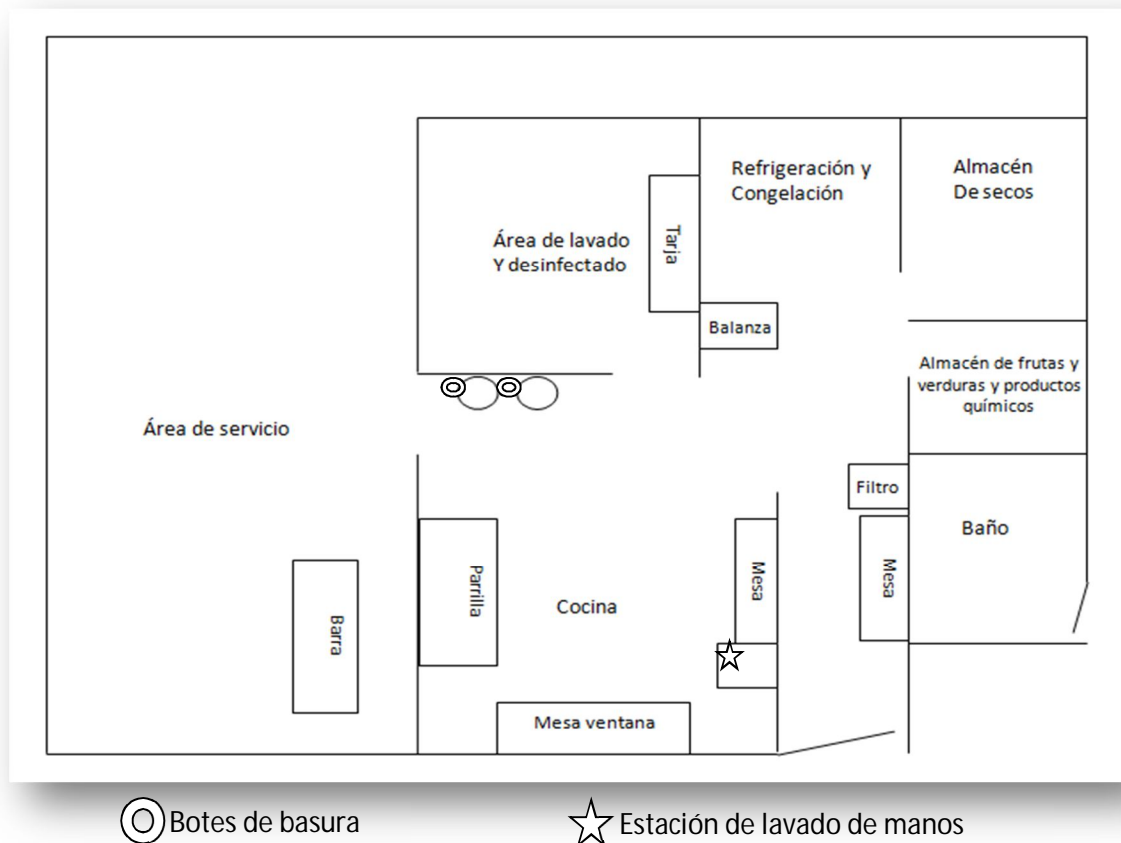 Refrigeración y
Congelación
Almacén
De secos
Área de lavado
Y desinfectado
Tarja
Balanza
Almacén de frutas y
verduras y productos
químicos
Área de servicio
Filtro
Baño
Parrilla
Cocina
Mesa
Mesa
Barra
Mesa ventana
Botes de basura
Estación de lavado de manos